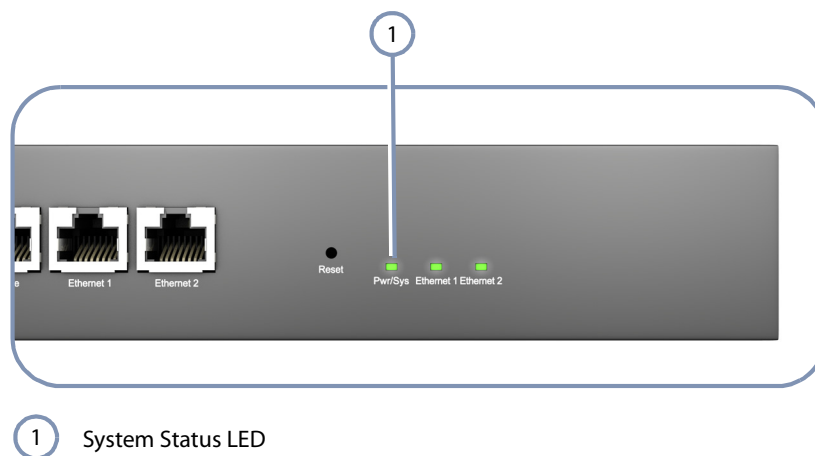 1
Reset
e
Ethernet 1
Ethernet 2
Pwr/Sys Ethernet 1 Ethernet 2
1 System Status LED